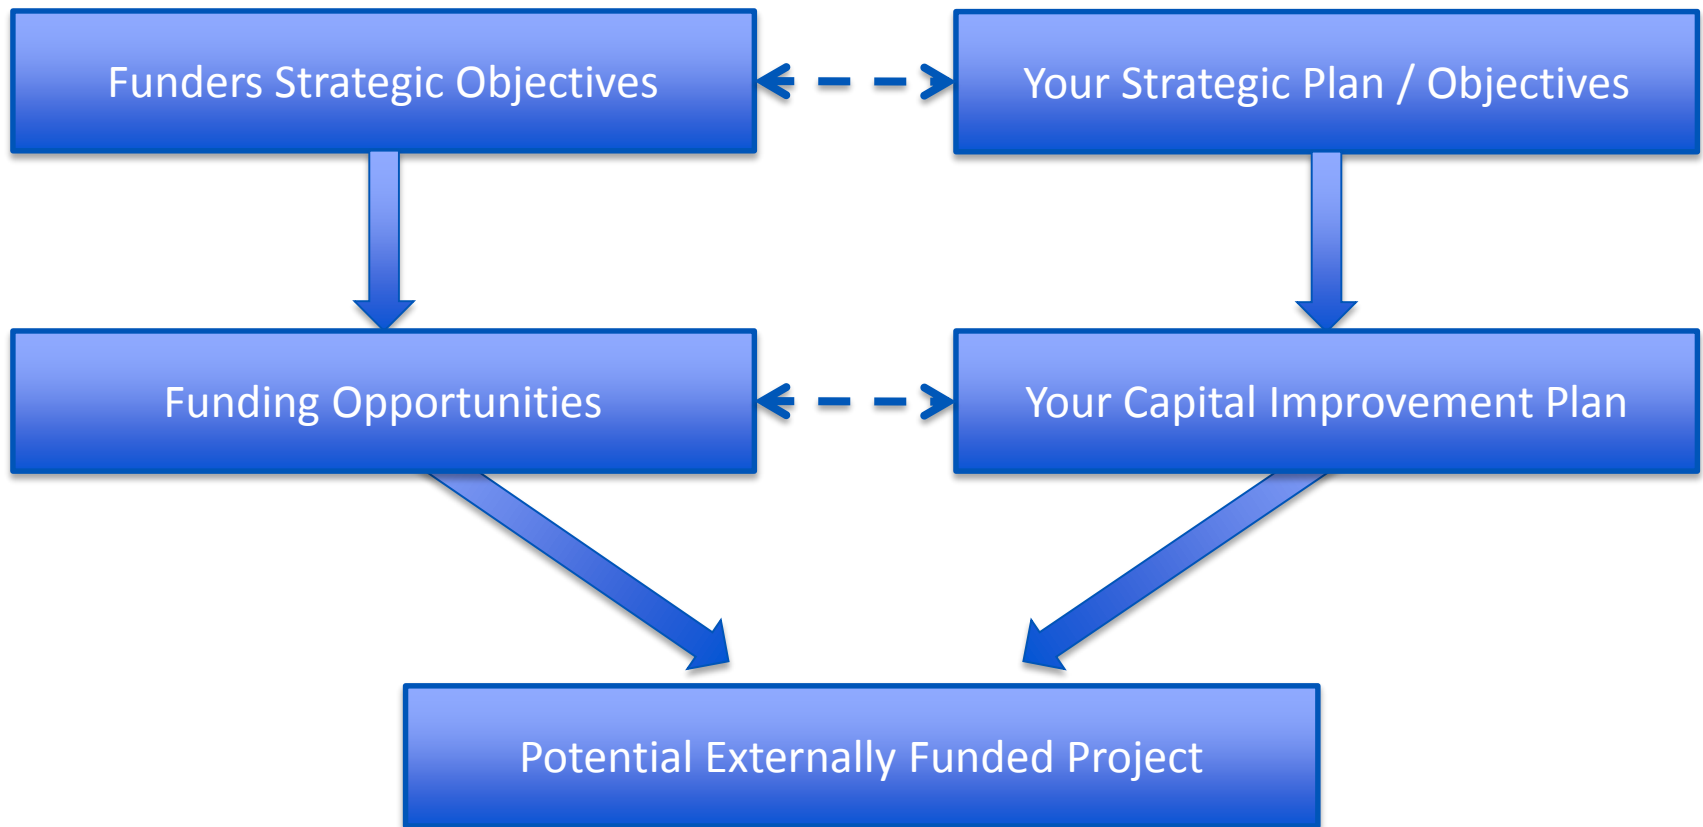 Funders Strategic Objectives
Your Strategic Plan / Objectives
Funding Opportunities
Your Capital Improvement Plan
Potential Externally Funded Project